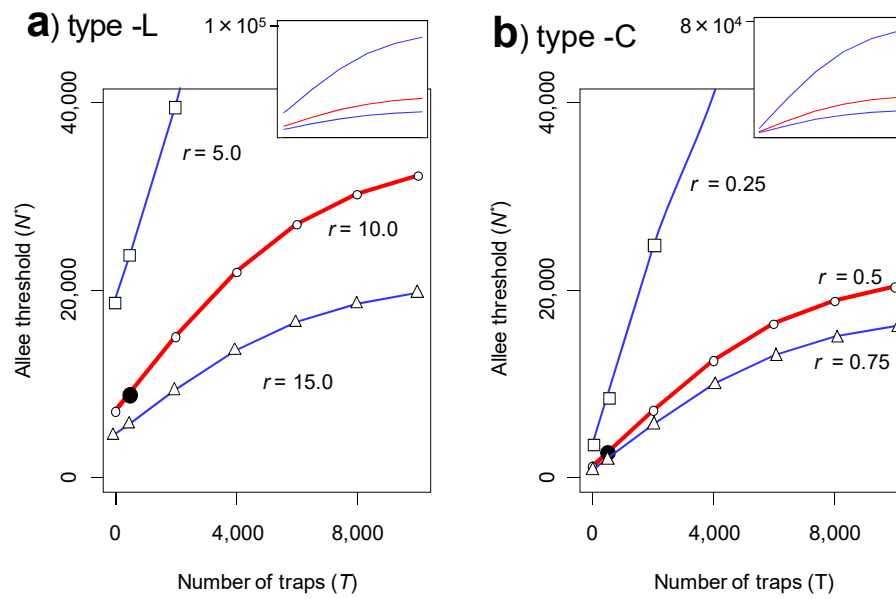 a) type -L
1 × 10⁵
40,000
20,000
0
Allee threshold (N*)
r = 5.0
r = 10.0
r = 15.0
0
4,000
8,000
Number of traps (T)
b) type -C
8 × 10⁴
40,000
20,000
0
Allee threshold (N*)
r = 0.25
r = 0.5
r = 0.75
0
4,000
8,000
Number of traps (T)